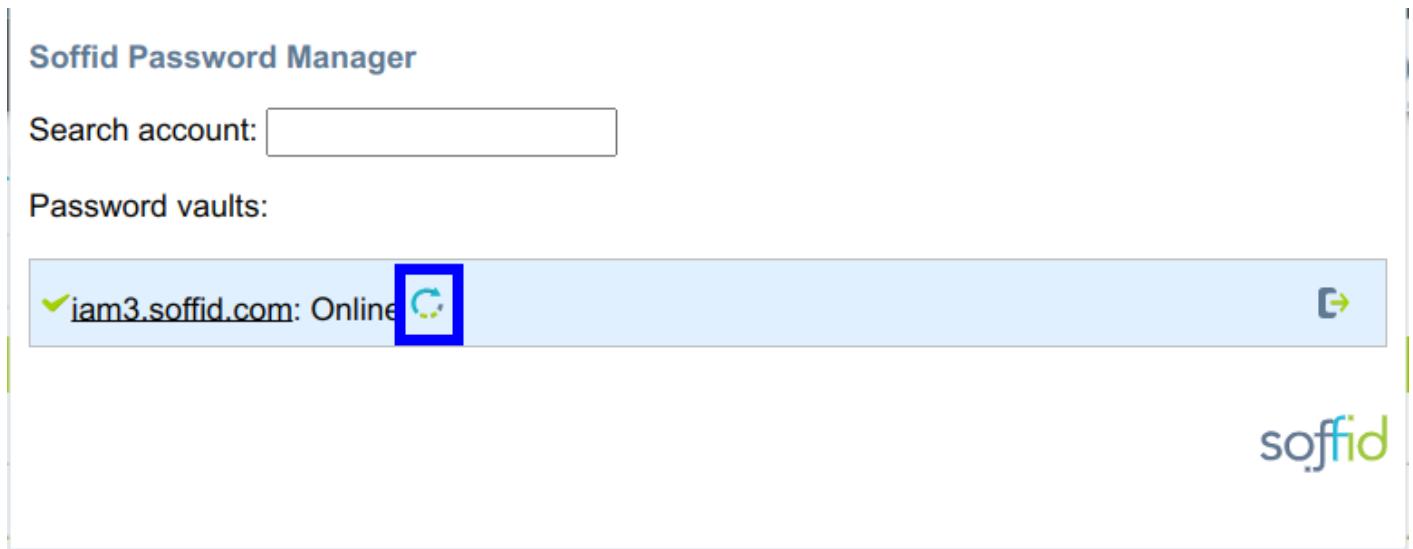 Soffid Password Manager
Search account:
Password vaults:
iam3.soffid.com: Online
soffid